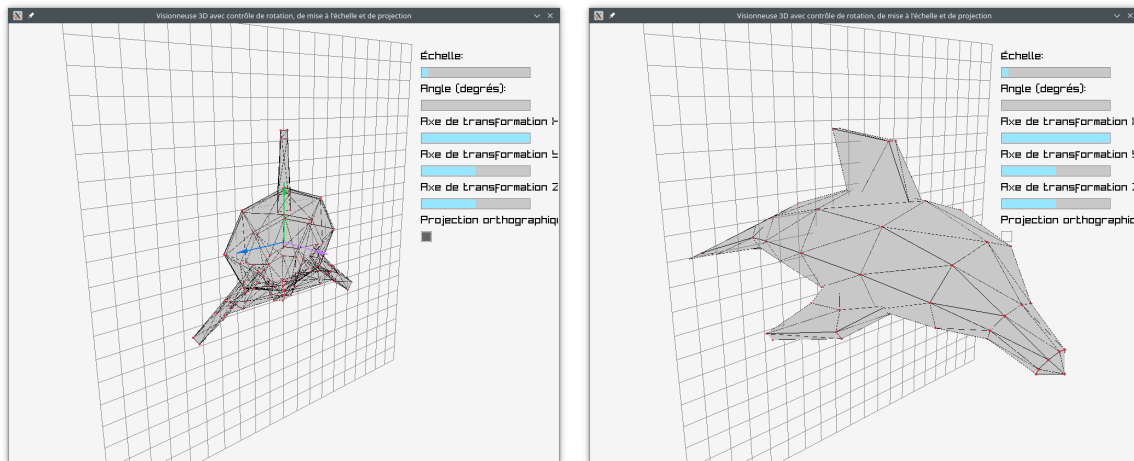 Visionneuse 3D avec contrôle de rotation, de mise à l'échelle et de projection
Échelle:
Angle (degrés):
Axe de transformation
Axe de transformation
Axe de transformation Z
Projection orthographiq
Visionneuse 3D avec contrôle de rotation, de mise à l'échelle et de projection
Échelle:
Angle (degrés):
Axe de transformation
Axe de transformation
Axe de transformation
Projection orthographi